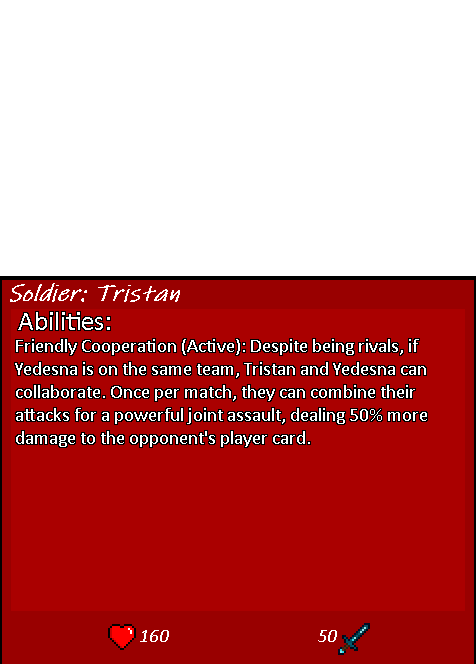 Soldier: Tristan
Abilities:
Friendly Cooperation (Active): Despite being rivals, if
Yedesna is on the same team, Tristan and Yedesna can
collaborate. Once per match, they can combine their
attacks for a powerful joint assault, dealing 50% more
damage to the opponent's player card.
160
50